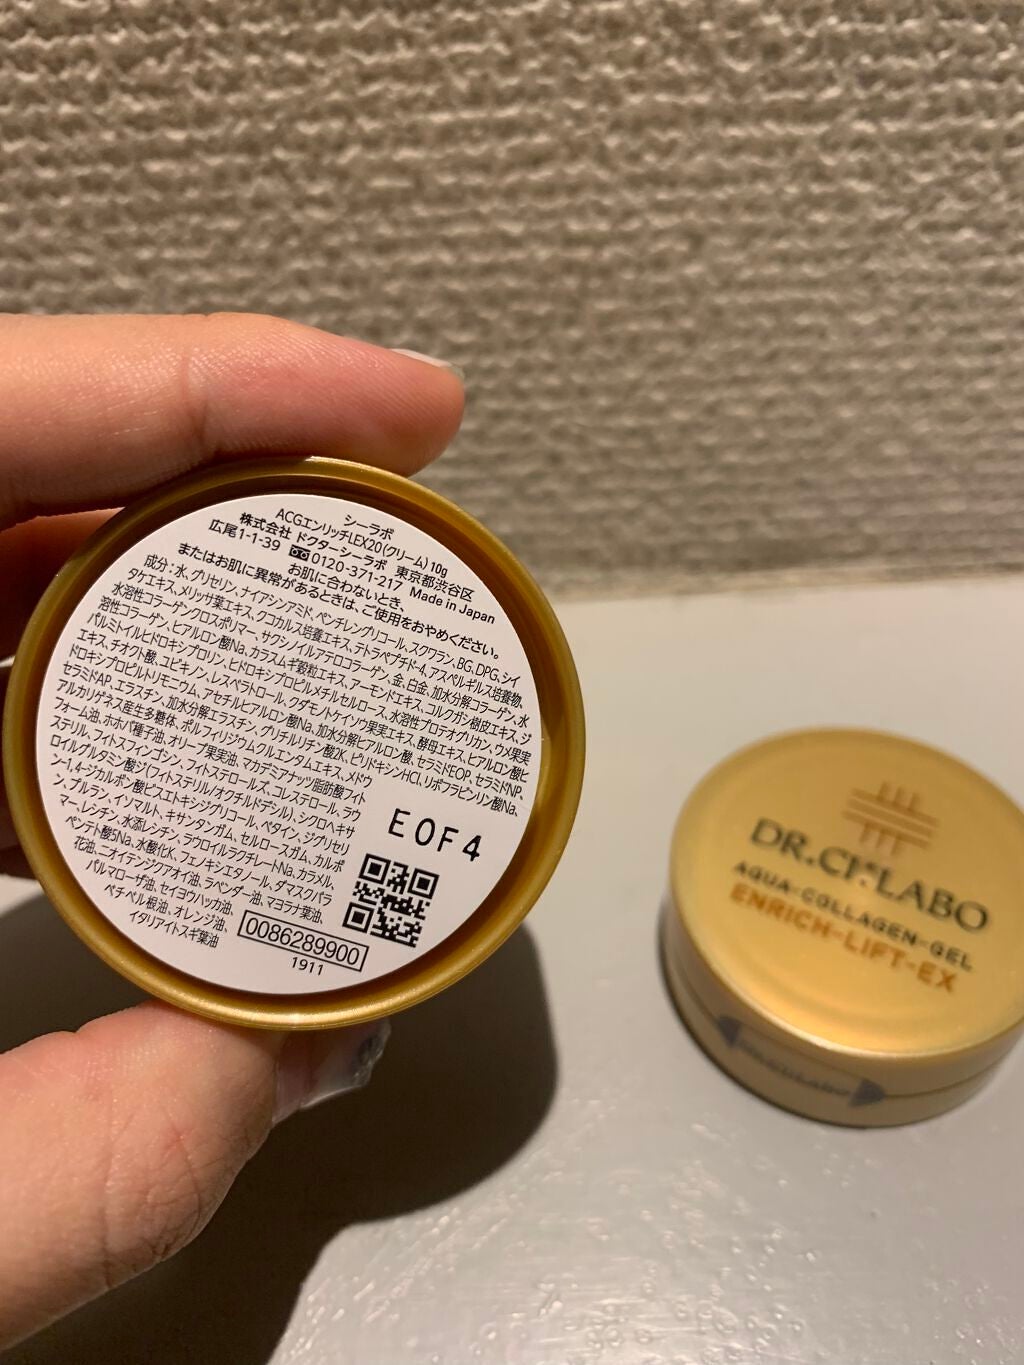 シーラボ
ACGエンリッチLEX20(クリーム) 10g
株式会社 ドクターシーラボ 東京都渋谷区
広尾1-1-39 0120-371-217 Made in Japan
お肌に合わないとき、
またはお肌に異常があるときは、ご使用をおやめください。
成分:水、グリセリン、ナイアシンアミド、ペンチレングリコール、スクワラン、BG、DPG、シイ
タケエキス、メリッサ葉エキス、クココカルス培養エキス、テトラペプチド-4、アスペルギルス培養物、
水溶性コラーゲンクロスポリマー、サクシノイルアテロコラーゲン、金、白金、加水分解コラーゲン、水
溶性コラーゲン、ヒアルロン酸Na、カラスムギ穀粒エキス、アーモンドエキス、コルクガシ樹皮エキス、ジ
パルミトイルヒドロキシプロリン、ヒドロキシプロピルメチルセルロース、水溶性プロテオグリカン、ウメ果実
エキス、チオクト酸、ユビキノン、レスベラトロール、クダモノトケイソウ果実エキス、酵母エキス、ヒアルロン酸ヒ
ドロキシプロピルトリモニウム、アセチルヒアルロン酸Na、加水分解ヒアルロン酸、セラミドEOP、セラミドNP、
セラミドAP、エラスチン、加水分解エラスチン、グリチルリチン酸2K、ピリドキシンHCl、リボフラビンリン酸Na、
アルカリゲネス産生多糖体、ポルフィリジウムクルエンタムエキス、メドウ
フォーム油、ホホバ種子油、オリーブ果実油、マカデミアナッツ脂肪酸フィト
ステリル、フィトスフィンゴシン、フィトステロールズ、コレステロール、ラウ
ロイルグルタミン酸ジ(フィトステリル/オクチルドデシル)、シクロヘキサ
ン-1,4-ジカルボン酸ビスエトキシジグリコール、ベタイン、ジグリセリ
ン、プルラン、イソマルト、キサンタンガム、セルロースガム、カルボ
マー、レシチン、水添レシチン、ラウロイルラクチレートNa、カラメル、
ペンテト酸5Na、水酸化K、フェノキシエタノール、ダマスクバラ
花油、ニオイテンジクアオイ油、ラベンダー油、マヨラナ葉油、
パルマローザ油、セイヨウハッカ油、
ベチベル根油、オレンジ油、
イタリアイトスギ葉油
E0F4
0086289900
1911
DR.CI:LABO
AQUA-COLLAGEN-GEL
ENRICH-LIFT-EX